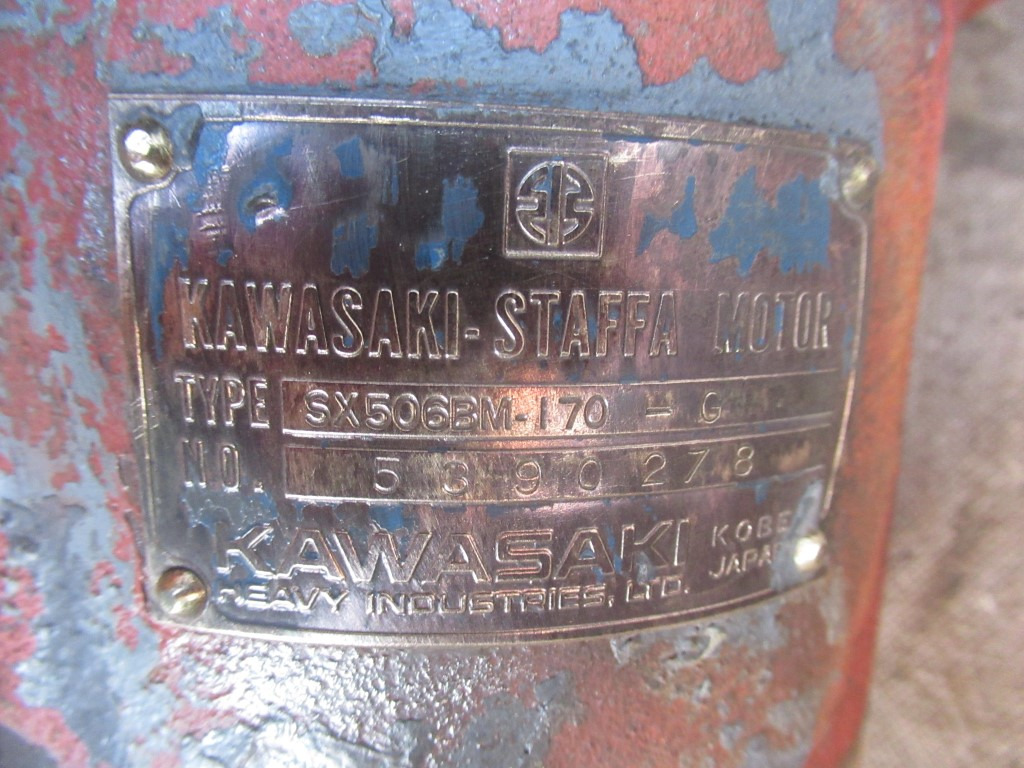 KAWASAKI-STAFFA MOTOR
TYPE SX506BM-170 - G
NO. 5390278
KAWASAKI KOBE
HEAVY INDUSTRIES, LTD. JAPAN